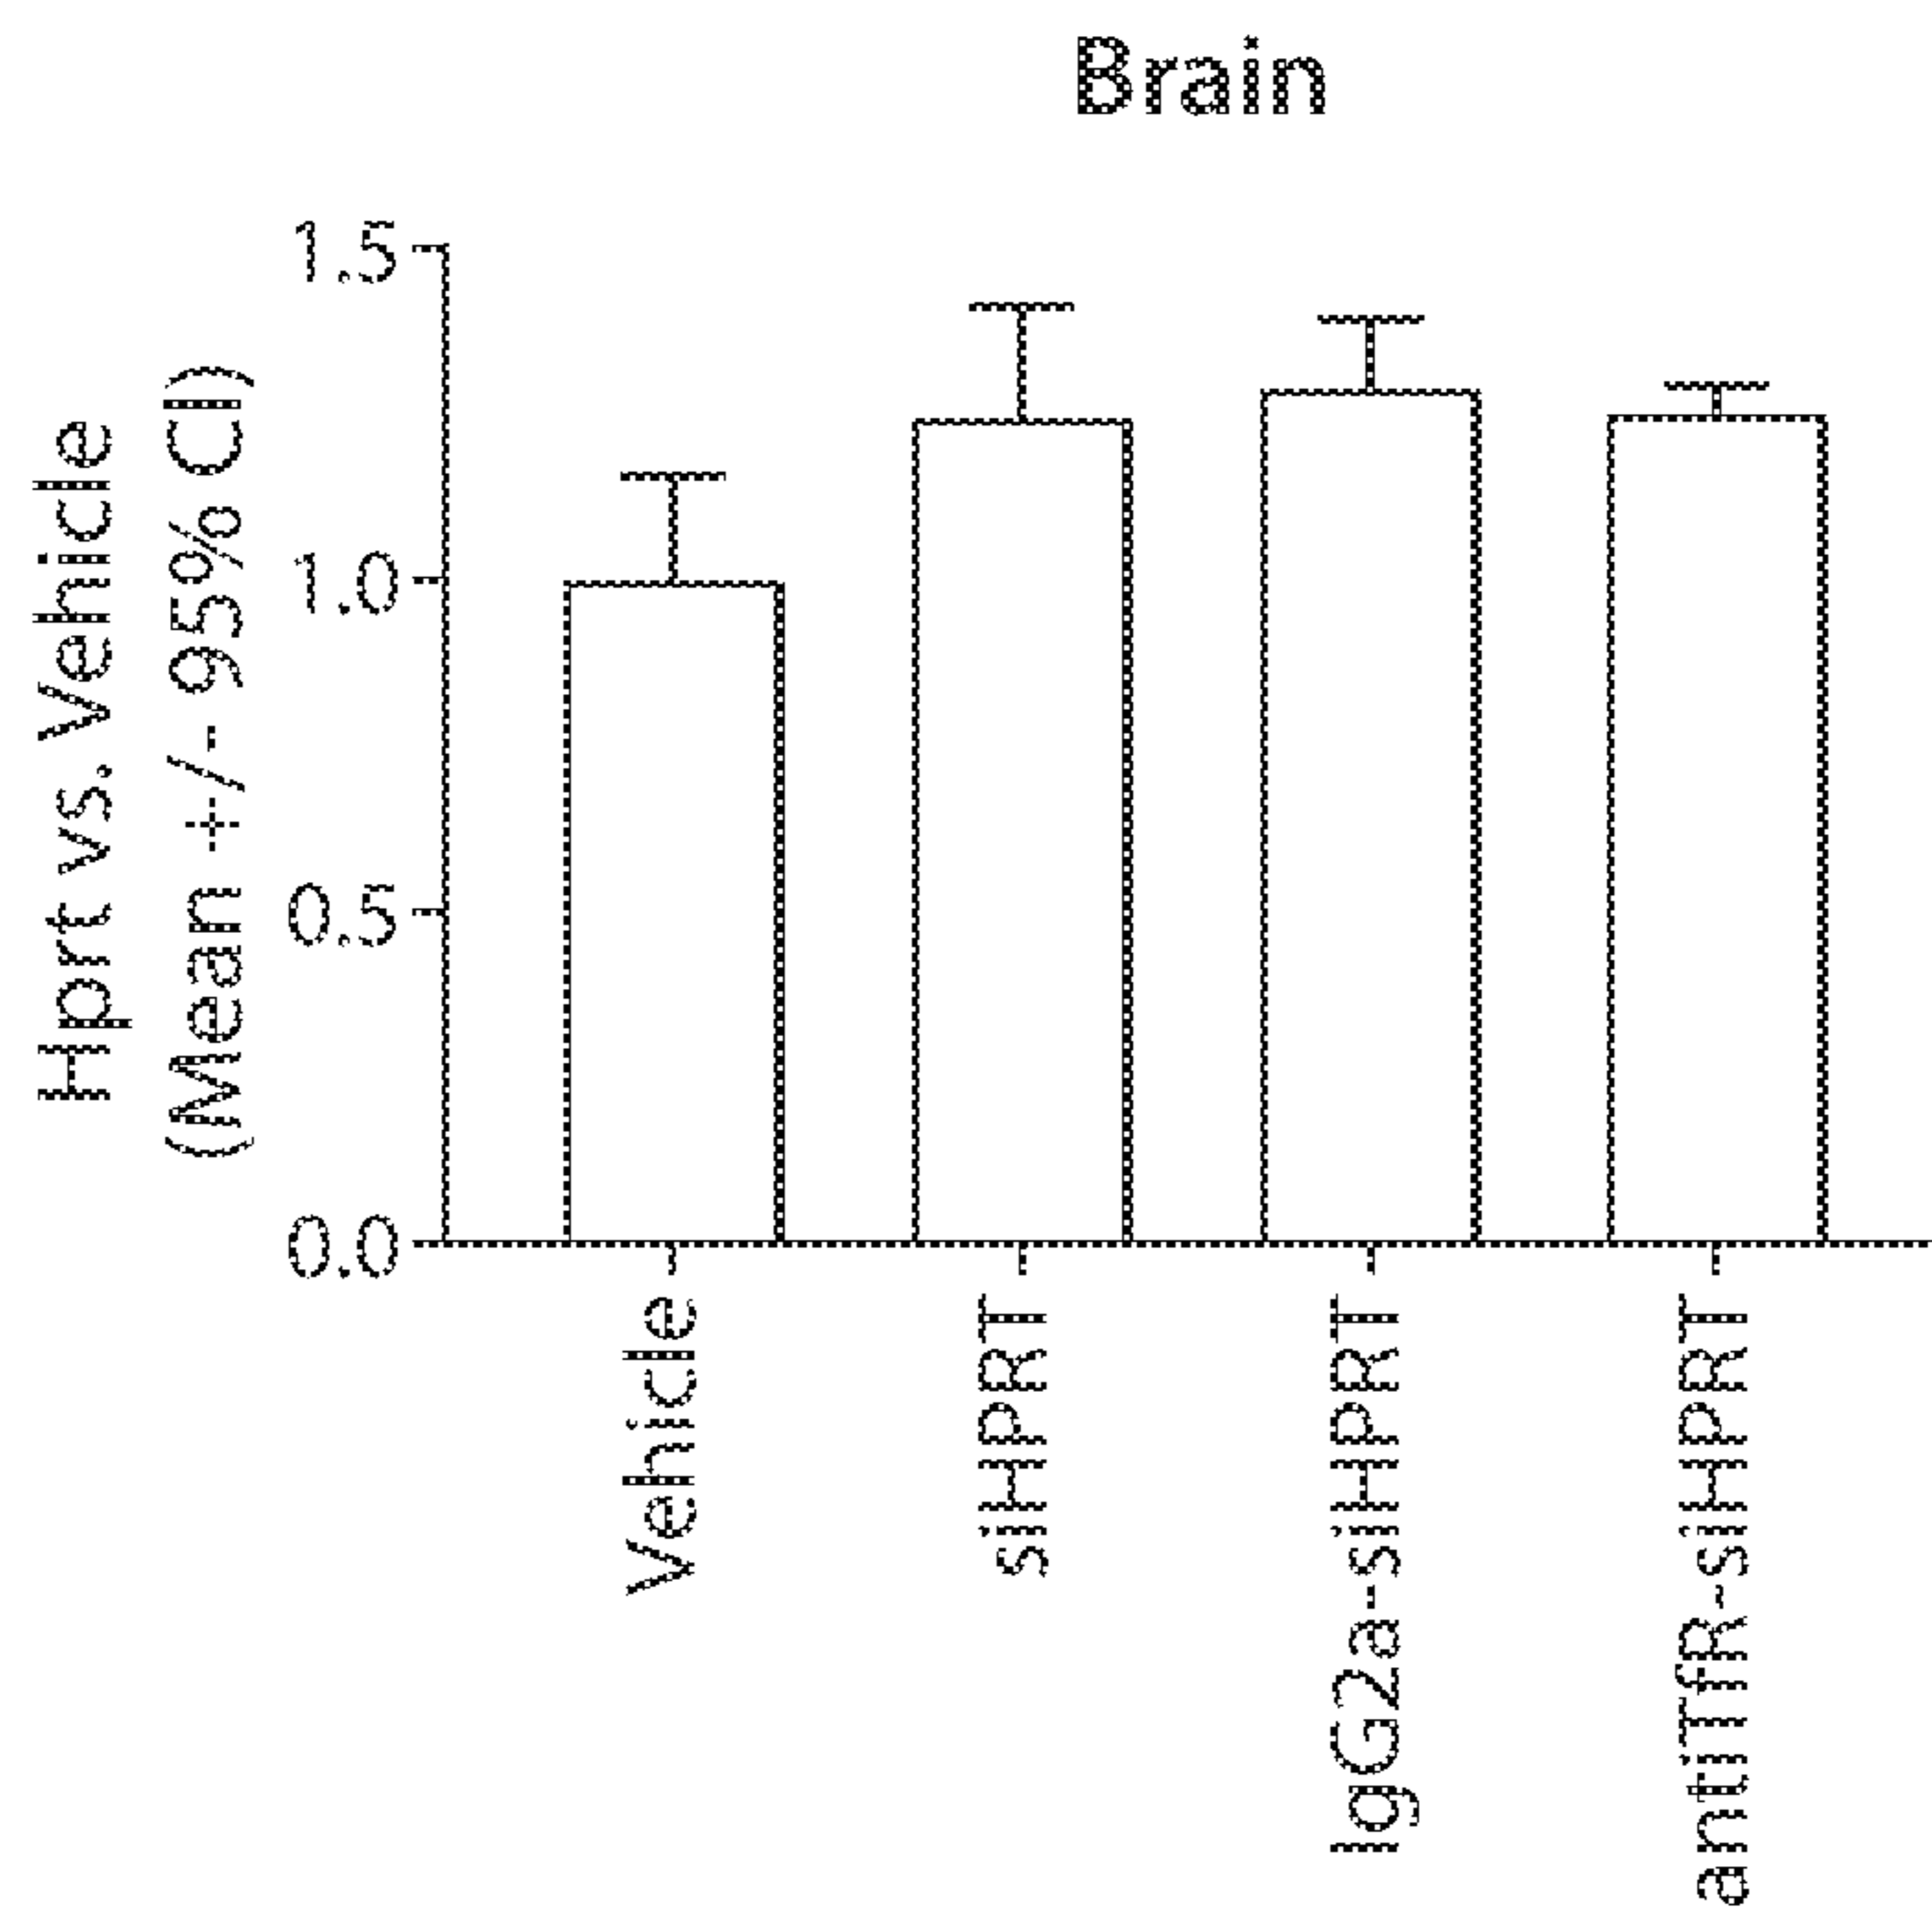 Brain
Hprt vs. Vehicle
(Mean +/- 95% CI)
1.5
1.0
0.5
0.0
Vehicle
siHPRT
IgG2a-siHPRT
antiTfR-siHPRT